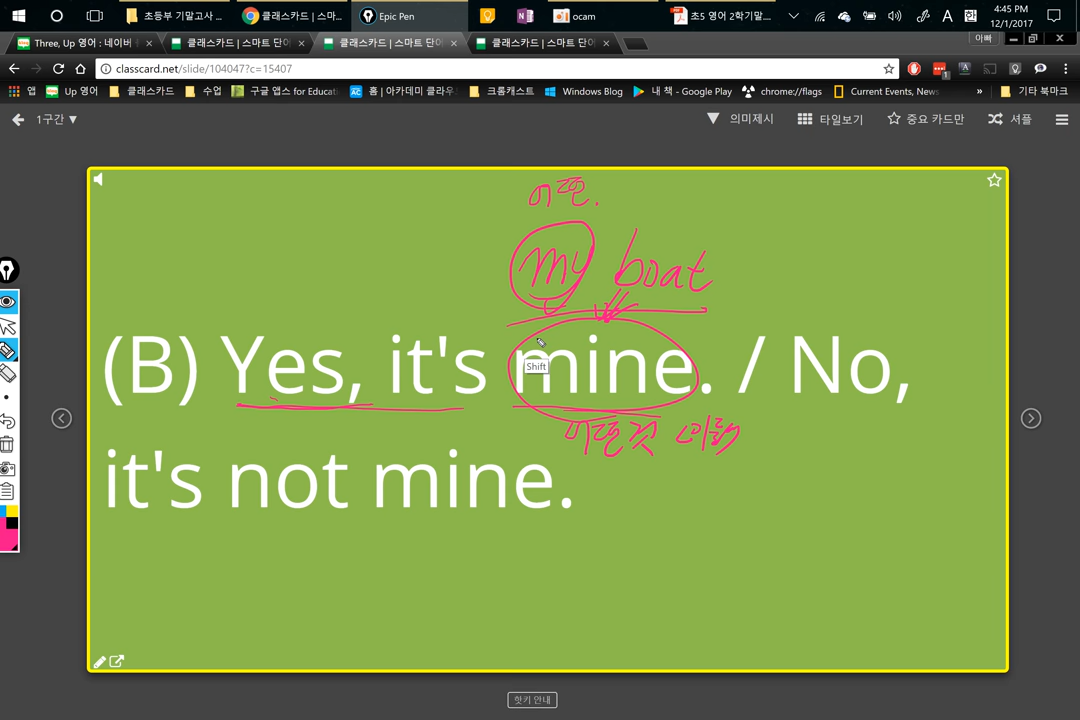 초등부 기말고사 ...
클래스카드 | 스마...
Epic Pen
ocam
초5 영어 2학기말...
A
한
4:45 PM
12/1/2017
Three, Up 영어 : 네이버
클래스카드 | 스마트 단어
클래스카드 | 스마트 단어
클래스카드 | 스마트 단어
아빠
classcard.net/slide/104047?c=15407
앱
Up 영어
클래스카드
수업
구글 앱스 for Educati
홈 | 아카데미 클라우
크롬캐스트
Windows Blog
내 책 - Google Play
chrome://flags
Current Events, News
»
기타 북마크
1구간 ▼
의미제시
타일보기
중요 카드만
셔플
my boat
(B) Yes, it's mine. / No,
Shift
it's not mine.
핫키 안내